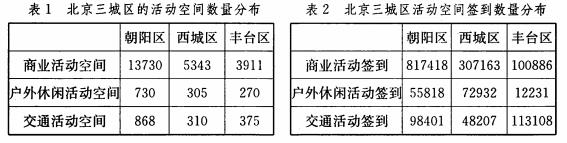 表1 北京三城区的活动空间数量分布
朝阳区 西城区 丰台区
商业活动空间 13730 5343 3911
户外休闲活动空间 730 305 270
交通活动空间 868 310 375
表2 北京三城区活动空间签到数量分布
朝阳区 西城区 丰台区
商业活动签到 817418 307163 100886
户外休闲活动签到 55818 72932 12231
交通活动签到 98401 48207 113108